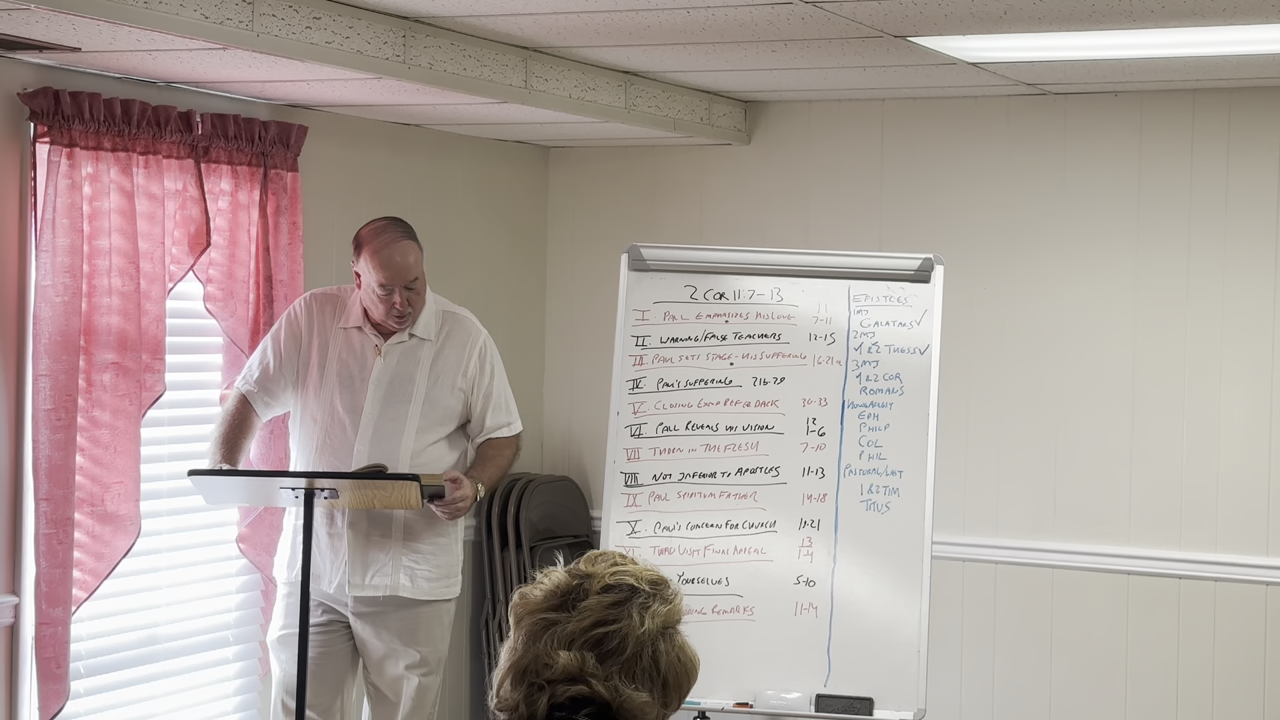 2 COR 11:7-13
I PAUL EMPHASIZES HIS LOVE 11 7-11
II. WARNING/FALSE TEACHERS 12-15
III. PAUL SETS STAGE - HIS SUFFERING 16-21a
IV PAUL'S SUFFERING 21b-29
V. CLOSING REFER BACK 30-33
VI PAUL REVEALS HIS VISION 12 1-6
VII THORN IN THE FLESH 7-10
VIII. NOT INFERIOR TO APOSTLES 11-13
IX PAUL FATHER 14-18
X. PAUL'S CONCERN FOR CHURCH 19-21
XI THIRD VISIT FINAL APPEAL 13 1-4
YOURSELVES 5-10
REMARKS 11-14
EPISTLES
1MJ
GALATANS ✓
2MJ
1 & 2 THESS ✓
3MJ
1 & 2 COR
ROMANS
EPH
PHILP
COL
PHIL
PASTORAL/LAST
1 & 2 TIM
TITUS